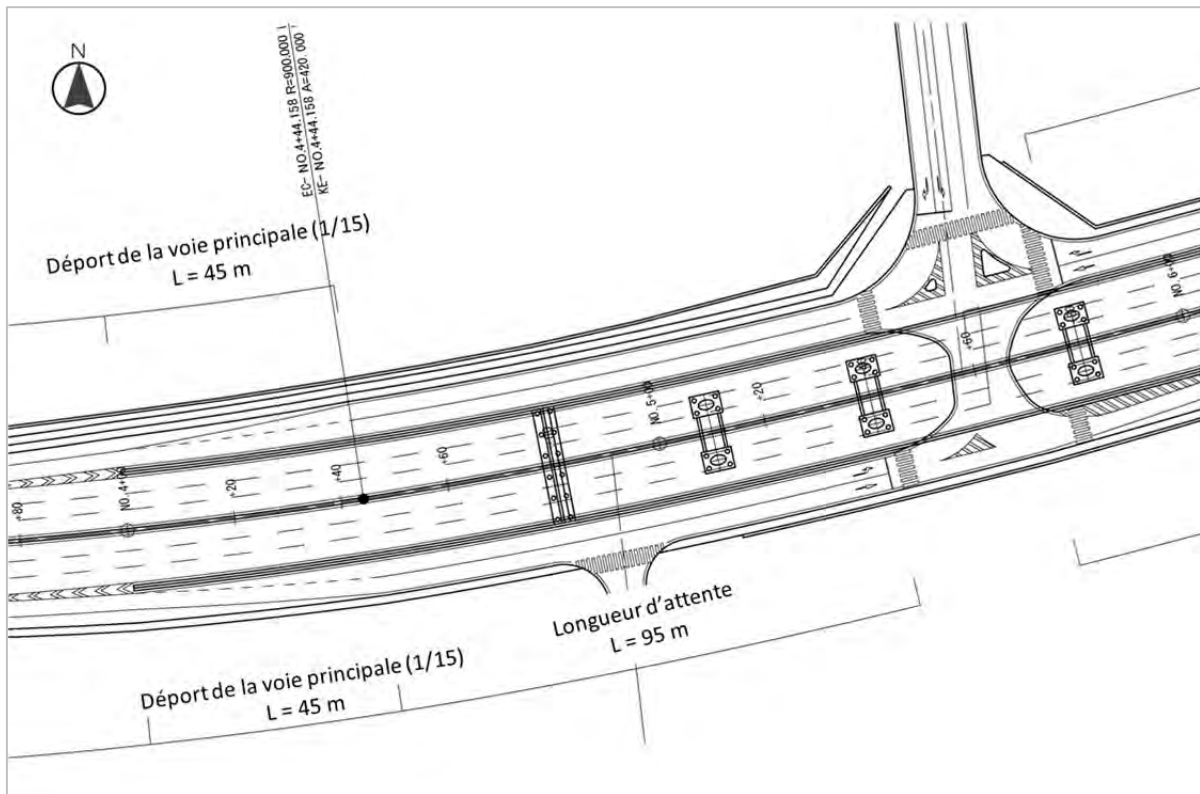 N
EC- NO.4+44.158 R=900.000
KE- NO.4+44.158 A=420.000
Déport de la voie principale (1/15)
L = 45 m
NO.6+00
+60
+20
NO.5+00
+60
+40
+20
NO.4+00
+80
Longueur d'attente
L = 95 m
Déport de la voie principale (1/15)
L = 45 m